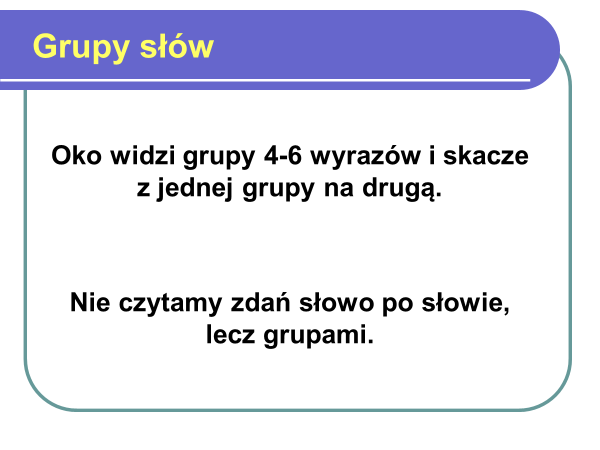 Grupy słów
Oko widzi grupy 4-6 wyrazów i skacze
z jednej grupy na drugą.
Nie czytamy zdań słowo po słowie,
lecz grupami.